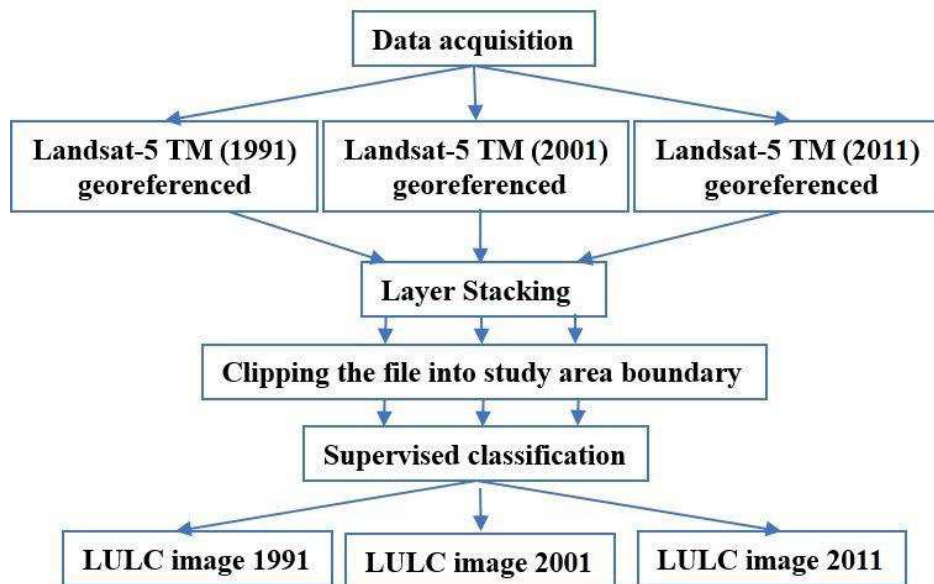 Data acquisition
Landsat-5 TM (1991)
georeferenced
Landsat-5 TM (2001)
georeferenced
Landsat-5 TM (2011)
georeferenced
Layer Stacking
Clipping the file into study area boundary
Supervised classification
LULC image 1991
LULC image 2001
LULC image 2011